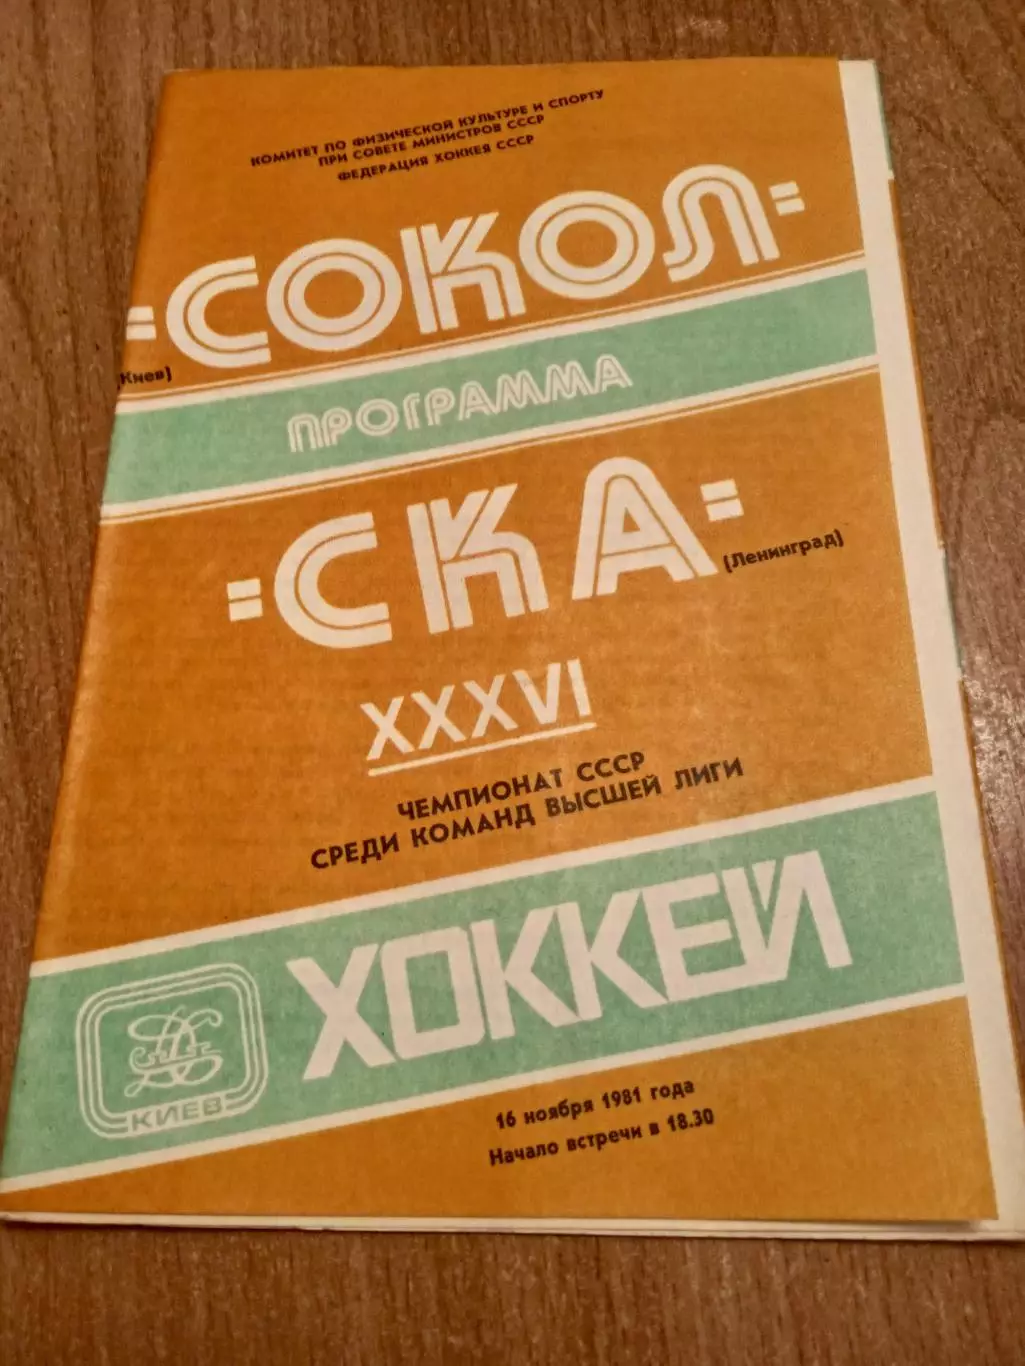 КОМИТЕТ ПО ФИЗИЧЕСКОЙ КУЛЬТУРЕ И СПОРТУ
ПРИ СОВЕТЕ МИНИСТРОВ СССР
ФЕДЕРАЦИЯ ХОККЕЯ СССР
=СОКОЛ=
(Киев)
ПРОГРАММА
=СКА=
(Ленинград)
XXXVI
ЧЕМПИОНАТ СССР
СРЕДИ КОМАНД ВЫСШЕЙ ЛИГИ
ХОККЕЙ
КИЕВ
16 ноября 1981 года
Начало встречи в 18.30